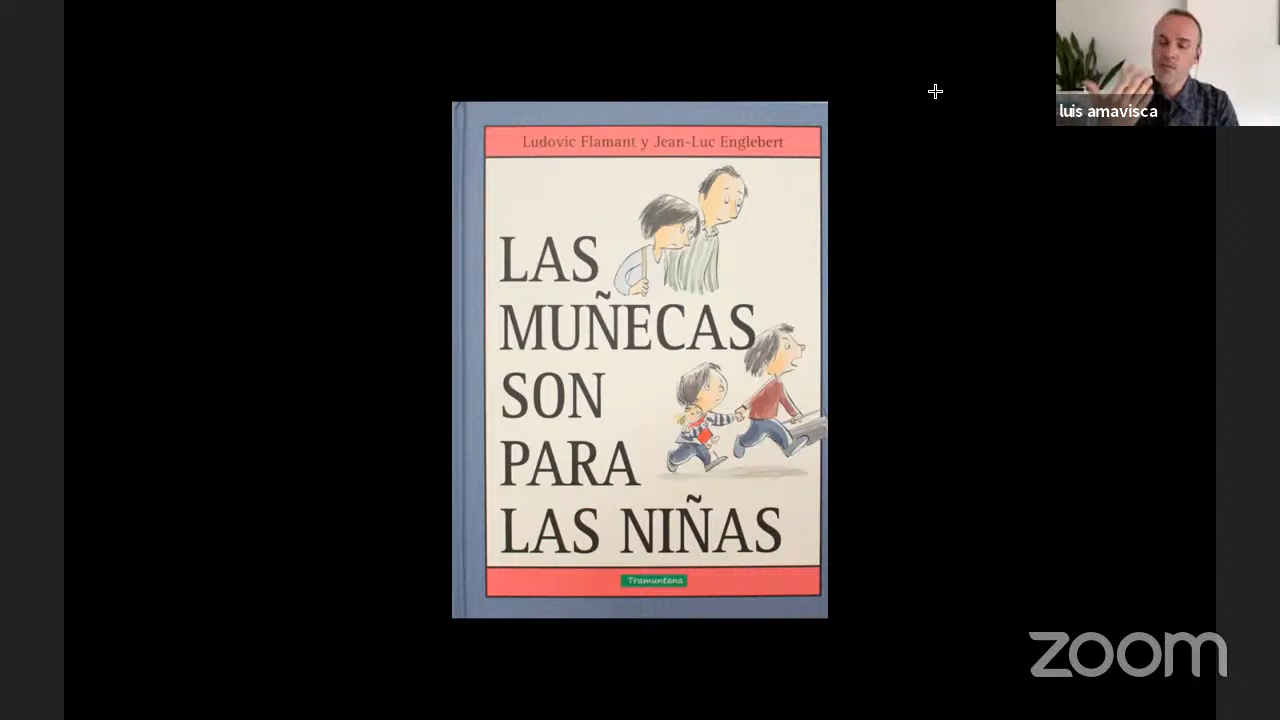 luis amavisca
Ludovic Flamant y Jean-Luc Englebert
LAS
MUÑECAS
SON
PARA
LAS NIÑAS
Tramuntana
zoom